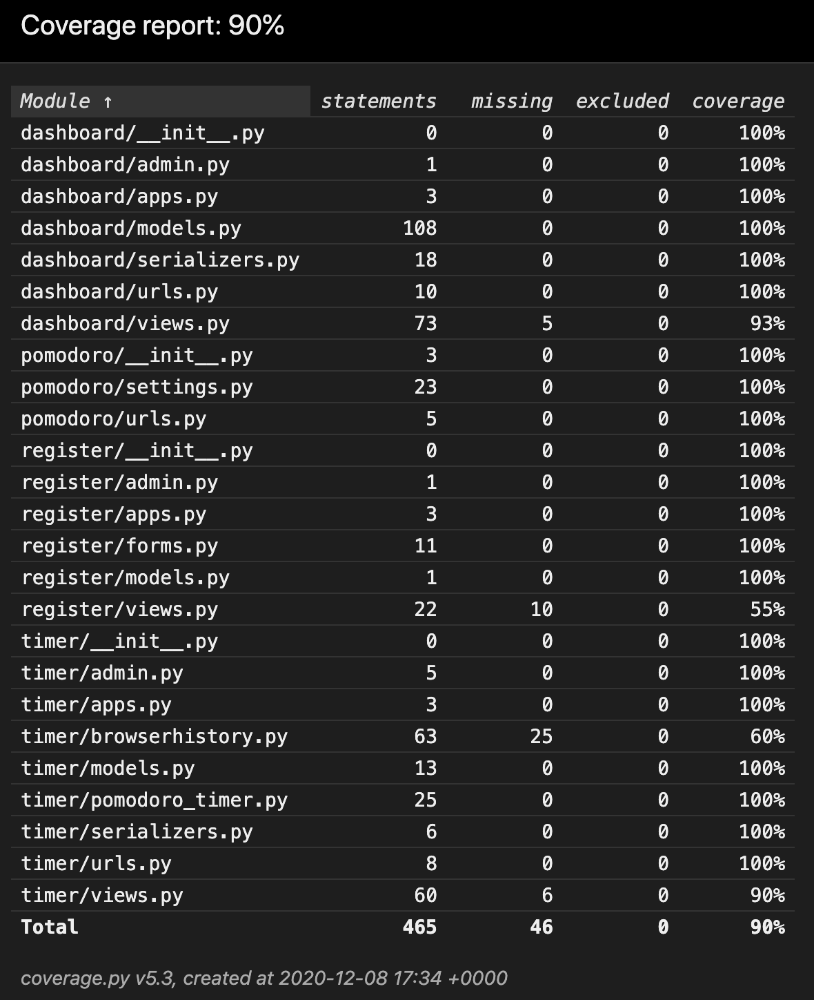 Coverage report: 90%
Module ↑ statements missing excluded coverage
dashboard/__init__.py 0 0 0 100%
dashboard/admin.py 1 0 0 100%
dashboard/apps.py 3 0 0 100%
dashboard/models.py 108 0 0 100%
dashboard/serializers.py 18 0 0 100%
dashboard/urls.py 10 0 0 100%
dashboard/views.py 73 5 0 93%
pomodoro/__init__.py 3 0 0 100%
pomodoro/settings.py 23 0 0 100%
pomodoro/urls.py 5 0 0 100%
register/__init__.py 0 0 0 100%
register/admin.py 1 0 0 100%
register/apps.py 3 0 0 100%
register/forms.py 11 0 0 100%
register/models.py 1 0 0 100%
register/views.py 22 10 0 55%
timer/__init__.py 0 0 0 100%
timer/admin.py 5 0 0 100%
timer/apps.py 3 0 0 100%
timer/browserhistory.py 63 25 0 60%
timer/models.py 13 0 0 100%
timer/pomodoro_timer.py 25 0 0 100%
timer/serializers.py 6 0 0 100%
timer/urls.py 8 0 0 100%
timer/views.py 60 6 0 90%
Total 465 46 0 90%
coverage.py v5.3, created at 2020-12-08 17:34 +0000